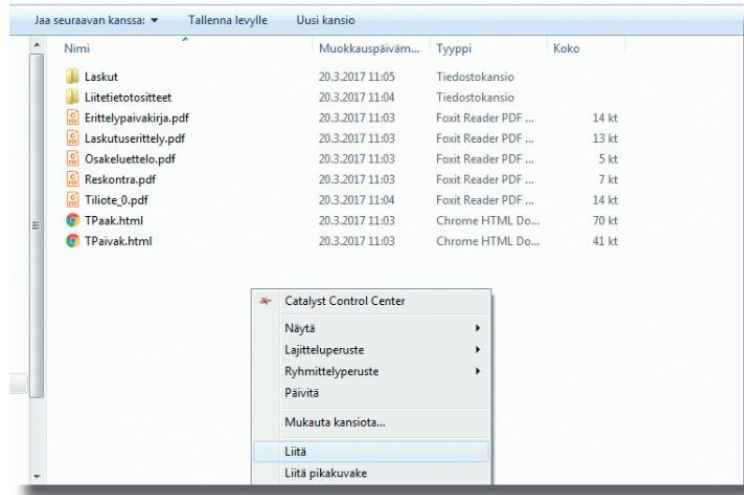 Jaa seuraavan kanssa: Tallenna levylle Uusi kansio
Nimi Muokkauspäiväm... Tyyppi Koko
Laskut 20.3.2017 11:05 Tiedostokansio
Liitetietotositteet 20.3.2017 11:04 Tiedostokansio
Erittelypaivakirja.pdf 20.3.2017 11:03 Foxit Reader PDF ... 14 kt
Laskutuserittely.pdf 20.3.2017 11:03 Foxit Reader PDF ... 13 kt
Osakeluettelo.pdf 20.3.2017 11:03 Foxit Reader PDF ... 5 kt
Reskontra.pdf 20.3.2017 11:03 Foxit Reader PDF ... 7 kt
Tiliote_0.pdf 20.3.2017 11:04 Foxit Reader PDF ... 14 kt
TPaak.html 20.3.2017 11:03 Chrome HTML Do... 70 kt
TPaivak.html 20.3.2017 11:03 Chrome HTML Do... 41 kt
Catalyst Control Center
Näytä
Lajitteluperuste
Ryhmittelyperuste
Päivitä
Mukauta kansiota...
Liitä
Liitä pikakuvake